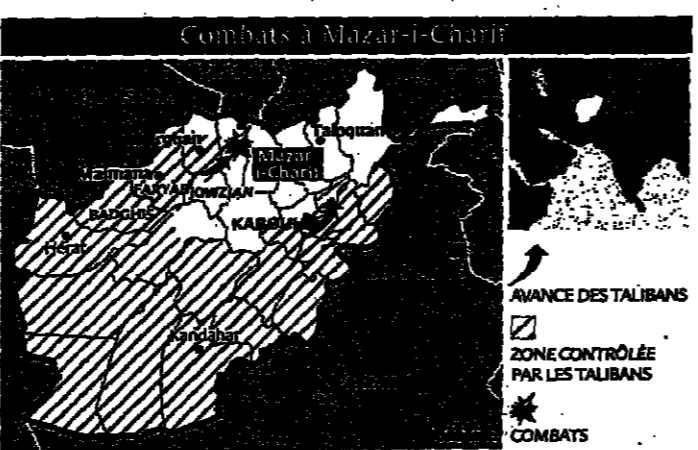 Combats à Mazar-i-Charif
Taloquan
Mazar
-i-Charif
Maïmana
FARYAB
JOWZJAN
BADGHIS
KABOUL
Hérat
Kandahar
AVANCE DES TALIBANS
ZONE CONTRÔLÉE
PAR LES TALIBANS
COMBATS